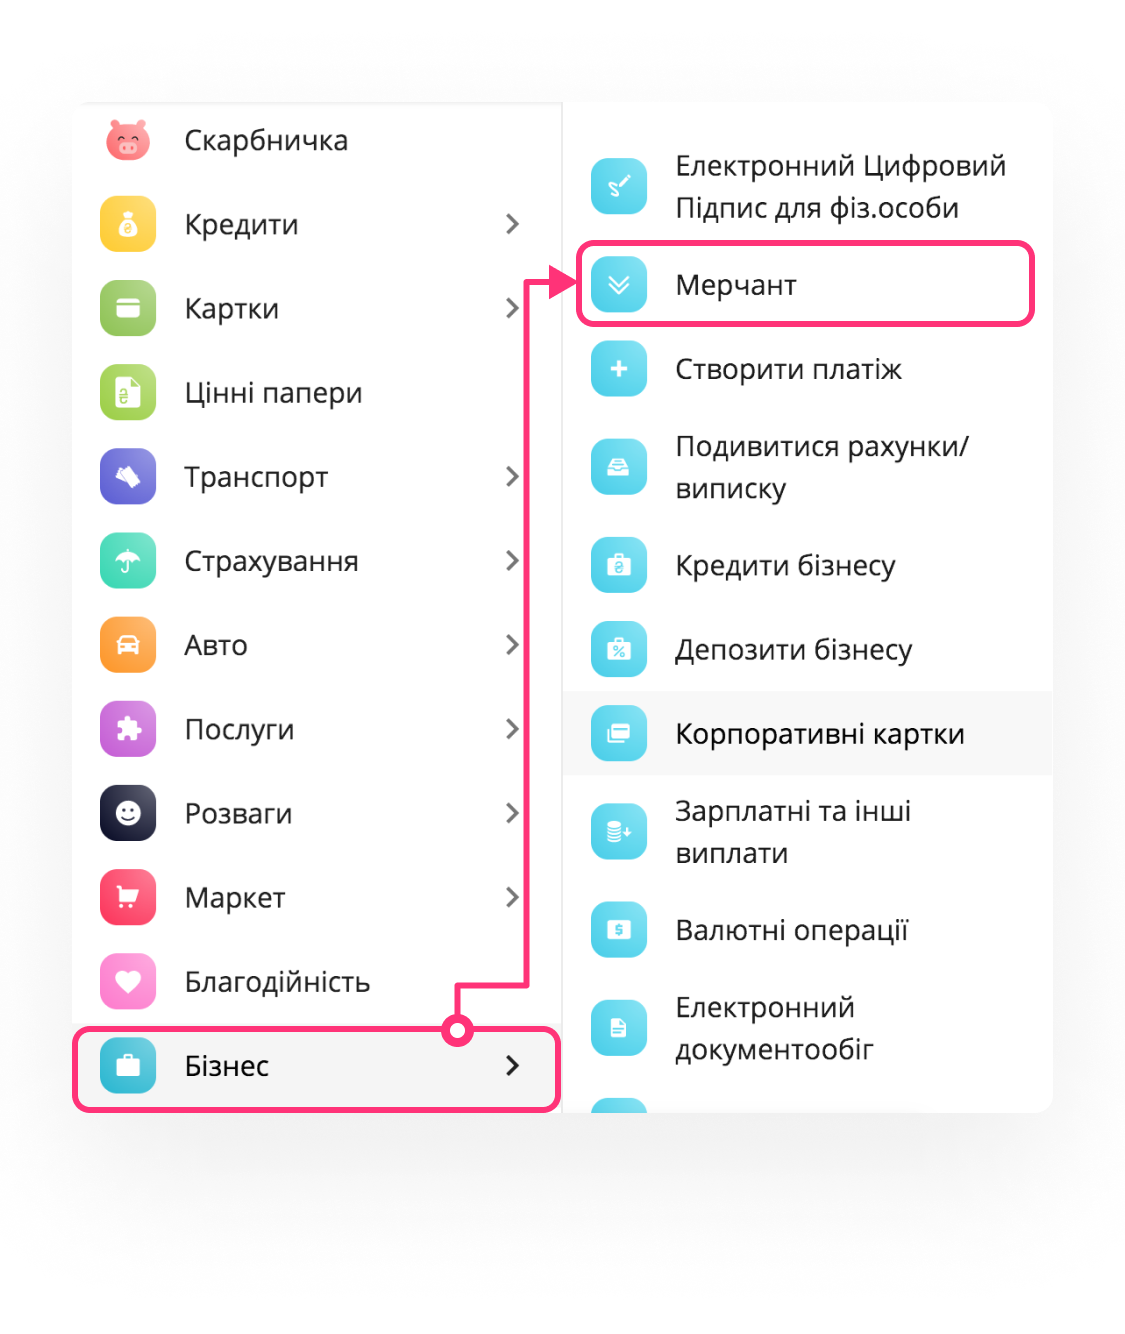 Скарбничка
Кредити
Картки
Цінні папери
Транспорт
Страхування
Авто
Послуги
Розваги
Маркет
Благодійність
Бізнес
Електронний Цифровий
Підпис для фіз.особи
Мерчант
Створити платіж
Подивитися рахунки/
виписку
Кредити бізнесу
Депозити бізнесу
Корпоративні картки
Зарплатні та інші
виплати
Валютні операції
Електронний
документообіг